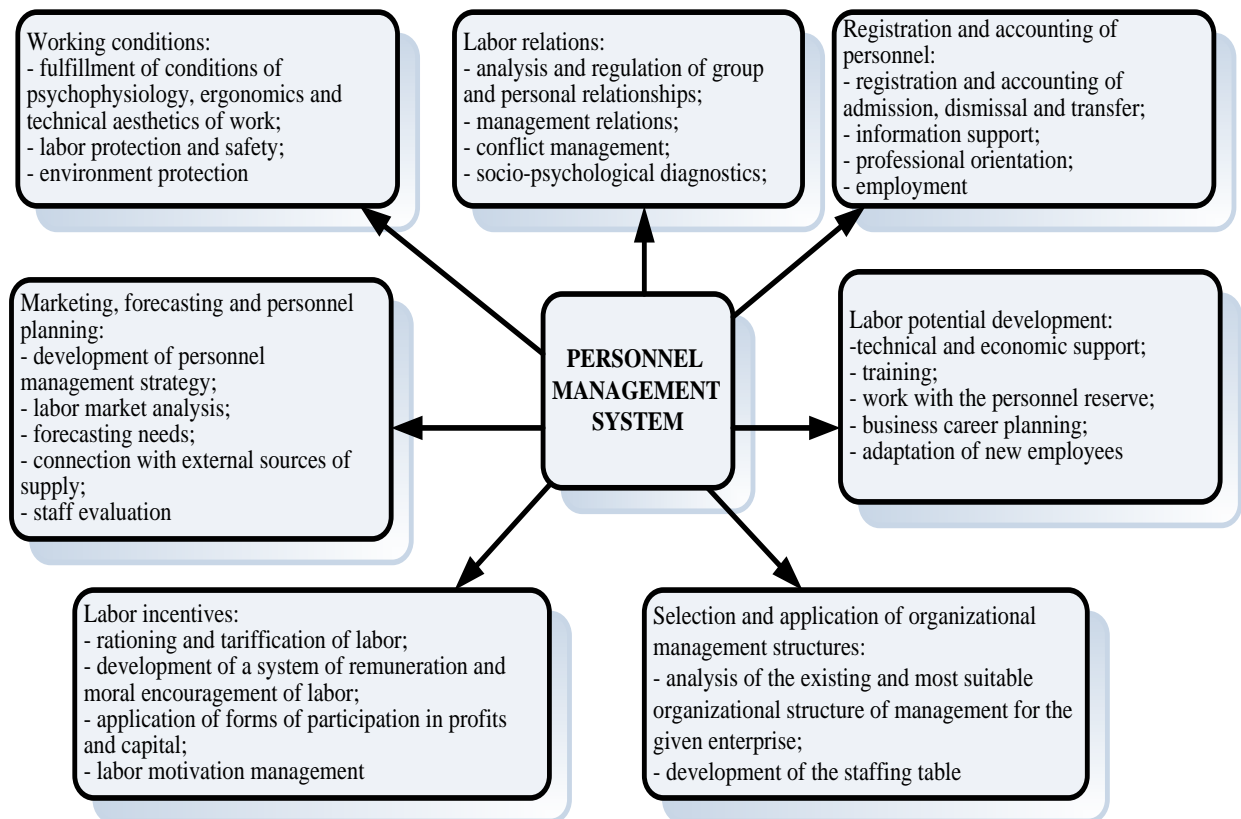 Working conditions:
- fulfillment of conditions of
psychophysiology, ergonomics and
technical aesthetics of work;
- labor protection and safety;
- environment protection
Labor relations:
- analysis and regulation of group
and personal relationships;
- management relations;
- conflict management;
- socio-psychological diagnostics;
Registration and accounting of
personnel:
- registration and accounting of
admission, dismissal and transfer;
- information support;
- professional orientation;
- employment
Marketing, forecasting and personnel
planning:
- development of personnel
management strategy;
- labor market analysis;
- forecasting needs;
- connection with external sources of
supply;
- staff evaluation
PERSONNEL
MANAGEMENT
SYSTEM
Labor potential development:
-technical and economic support;
- training;
- work with the personnel reserve;
- business career planning;
- adaptation of new employees
Labor incentives:
- rationing and tariffication of labor;
- development of a system of remuneration and
moral encouragement of labor;
- application of forms of participation in profits
and capital;
- labor motivation management
Selection and application of organizational
management structures:
- analysis of the existing and most suitable
organizational structure of management for the
given enterprise;
- development of the staffing table